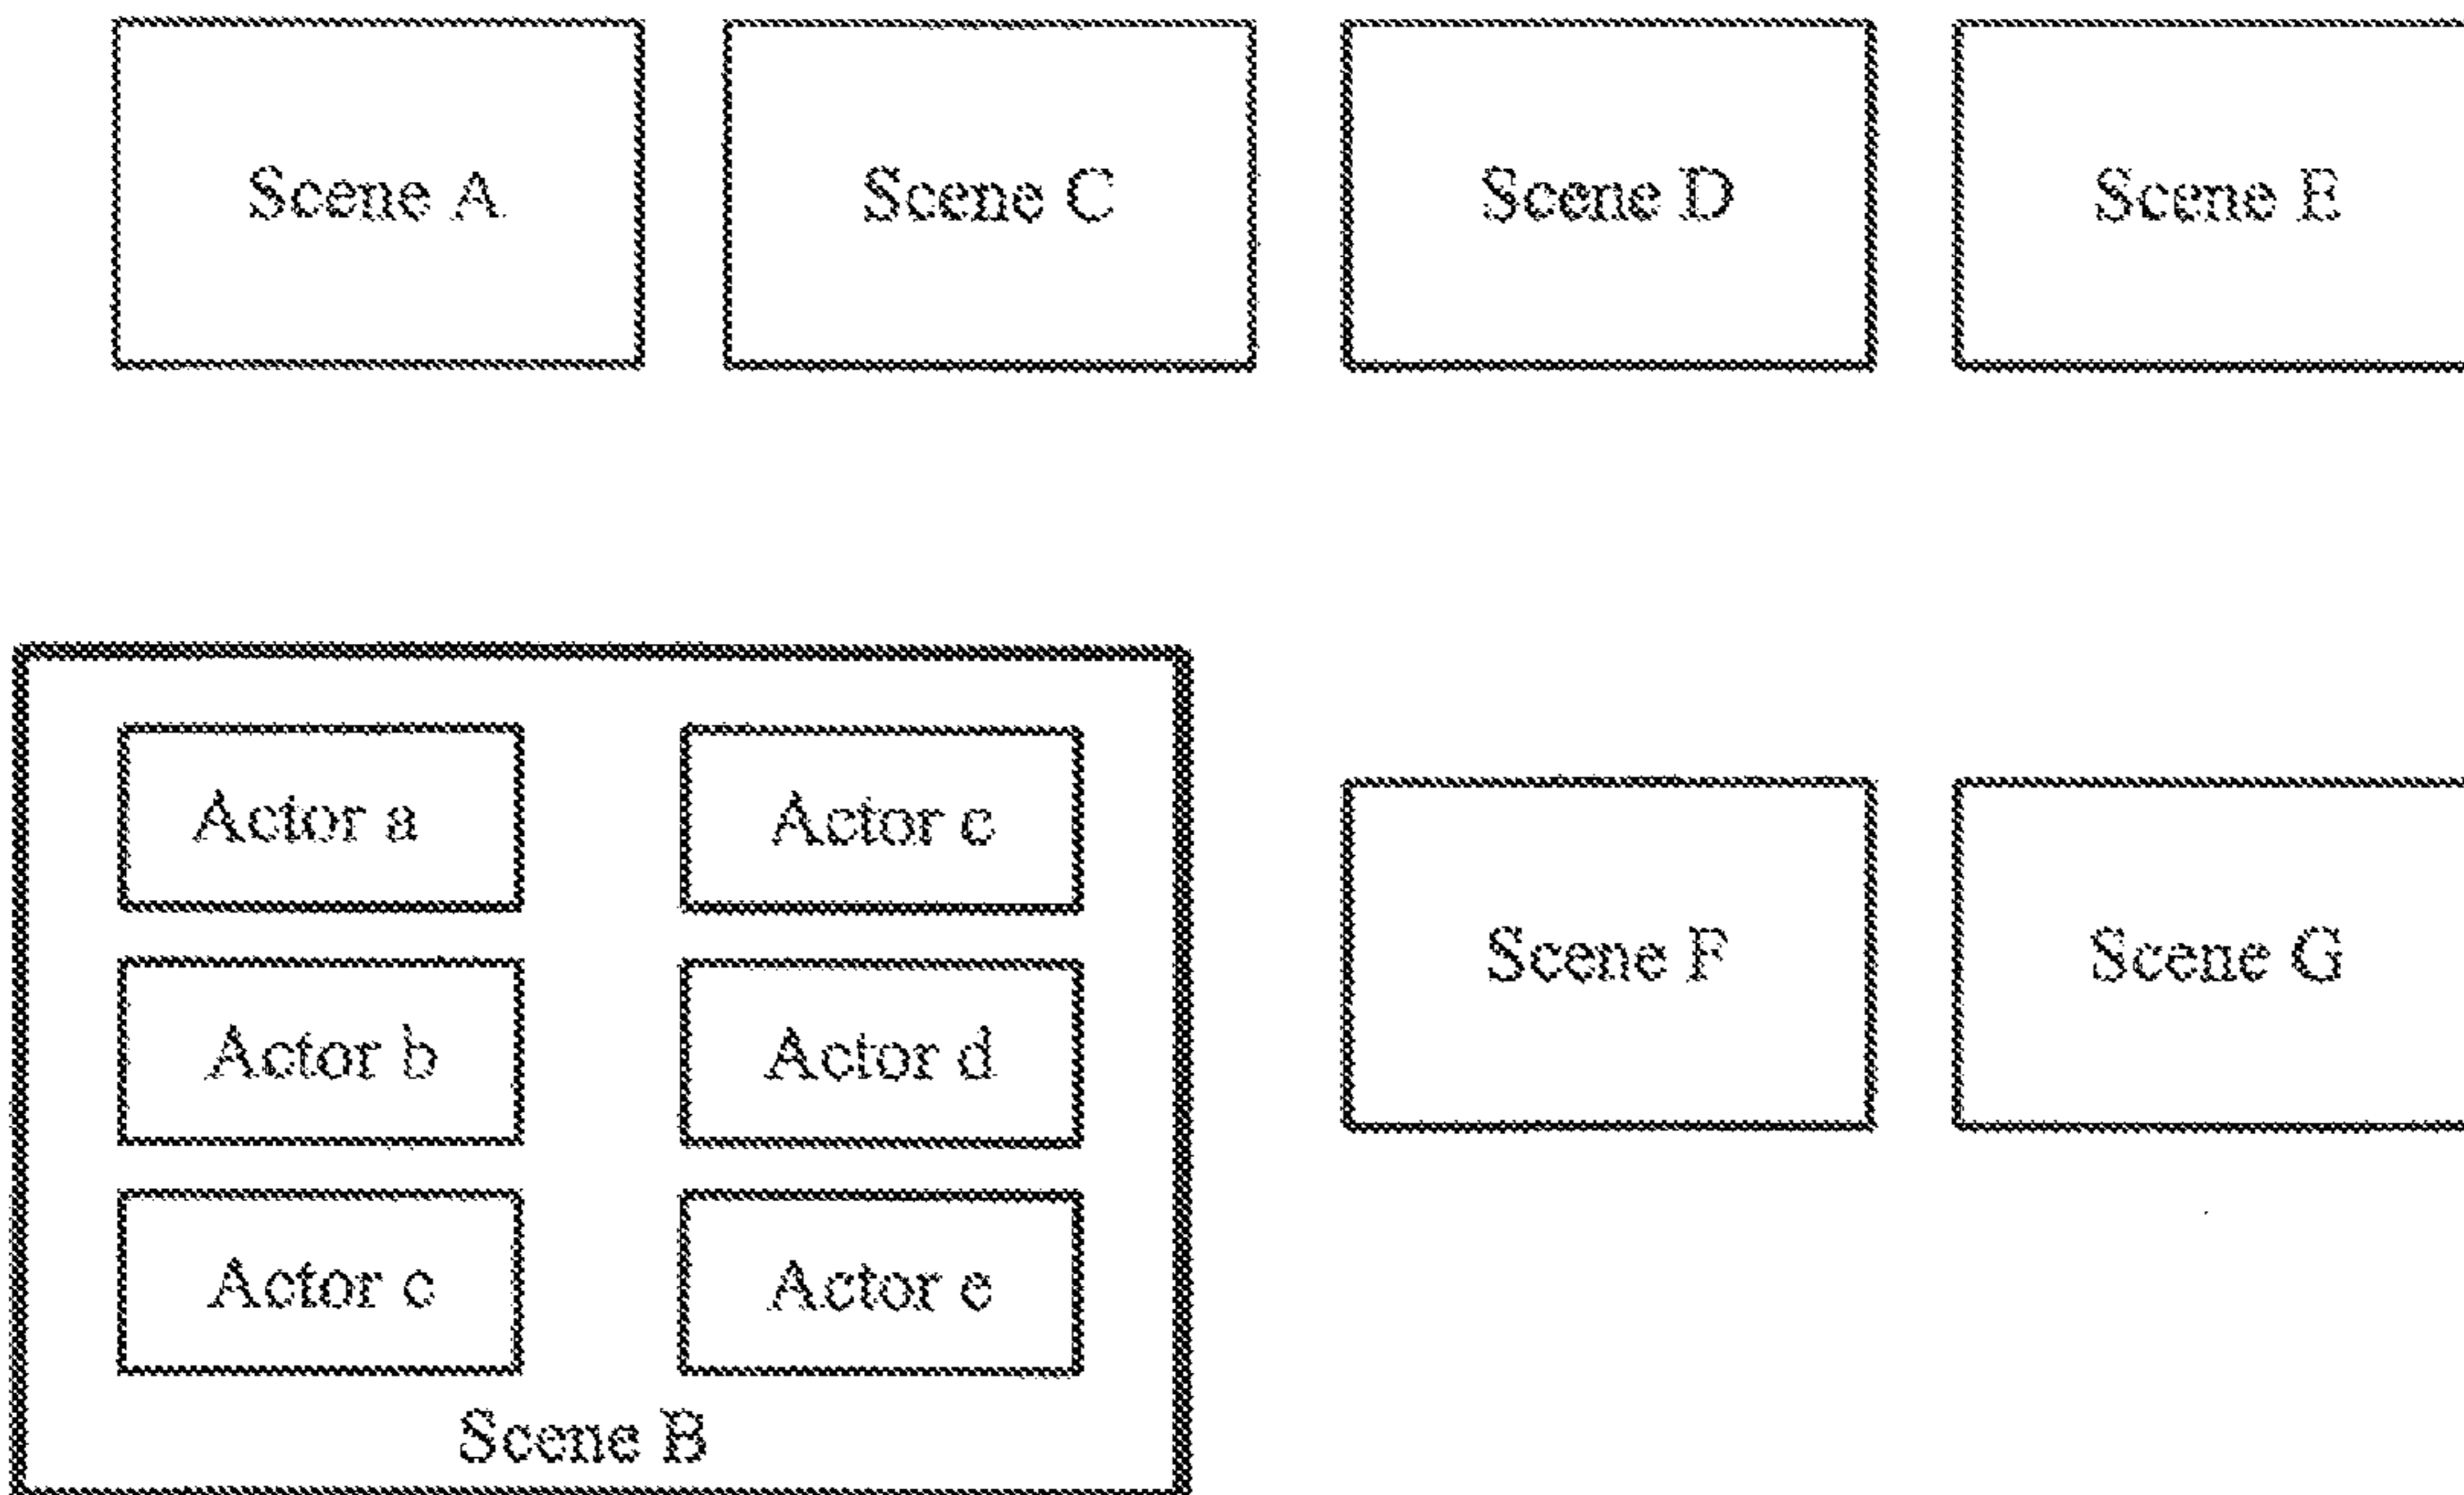 Scene A
Scene C
Scene D
Scene E
Actor a
Actor c
Actor b
Actor d
Actor c
Actor e
Scene B
Scene F
Scene G